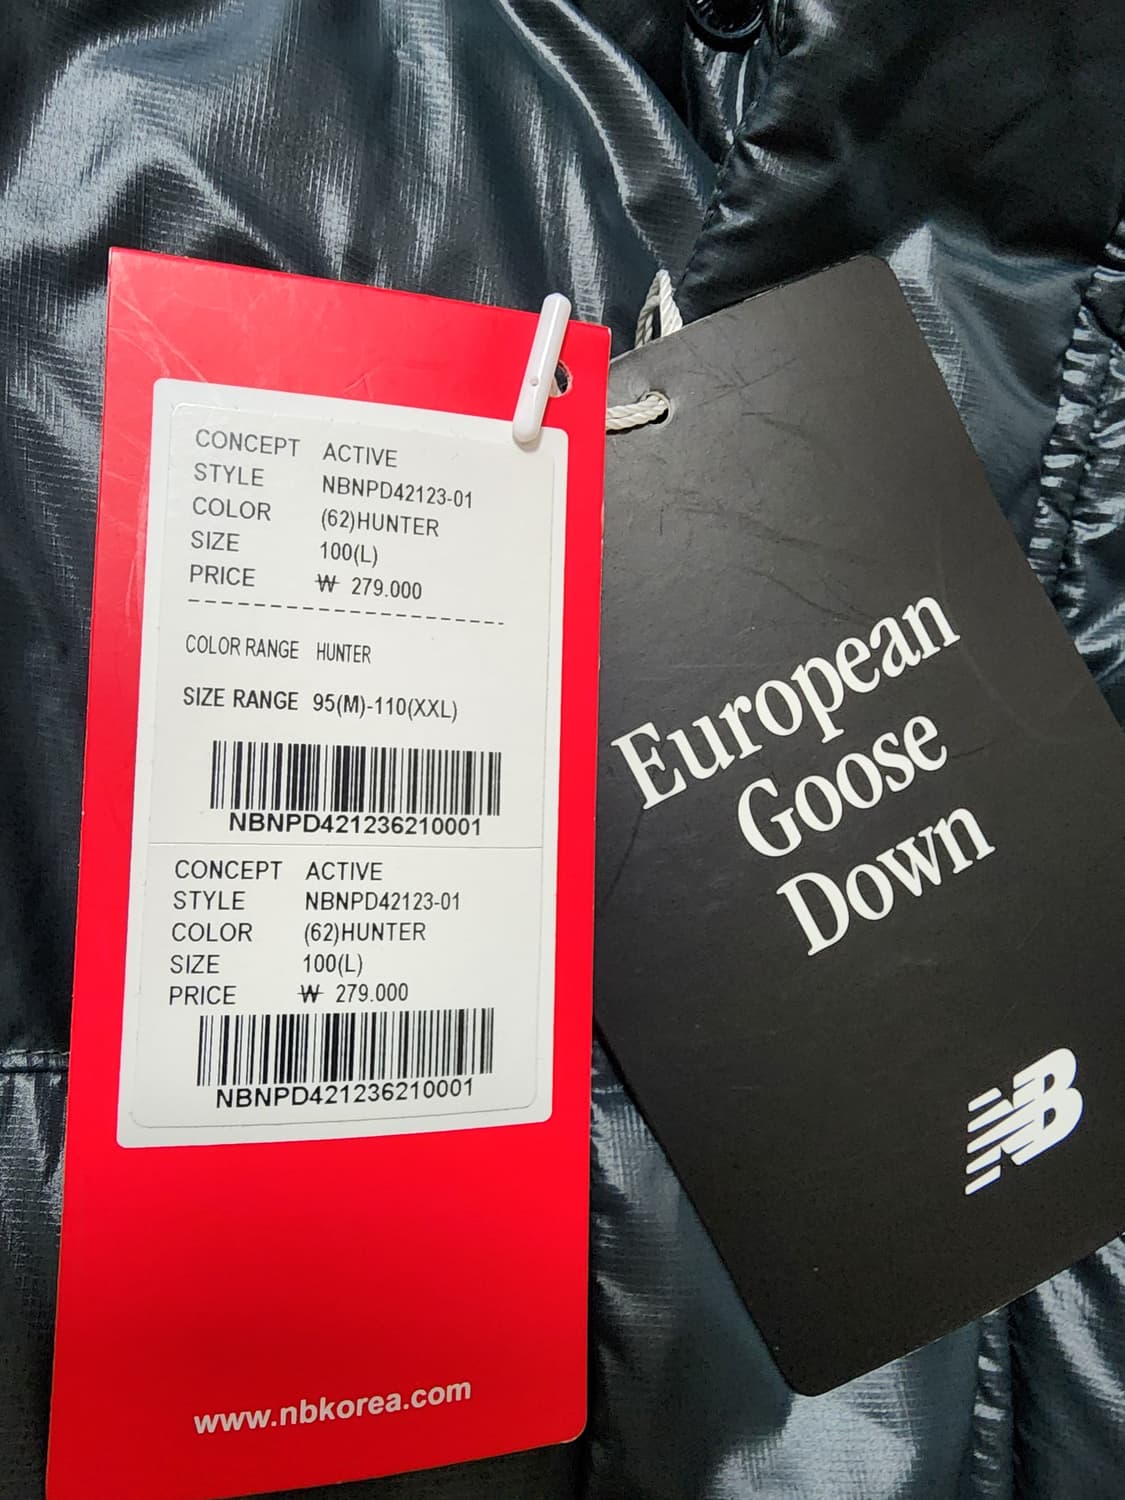 CONCEPT ACTIVE
STYLE NBNPD42123-01
COLOR (62)HUNTER
SIZE 100(L)
PRICE ₩ 279.000
COLOR RANGE HUNTER
SIZE RANGE 95(M)-110(XXL)
NBNPD421236210001
CONCEPT ACTIVE
STYLE NBNPD42123-01
COLOR (62)HUNTER
SIZE 100(L)
PRICE ₩ 279.000
NBNPD421236210001
www.nbkorea.com
European
Goose
Down
NB